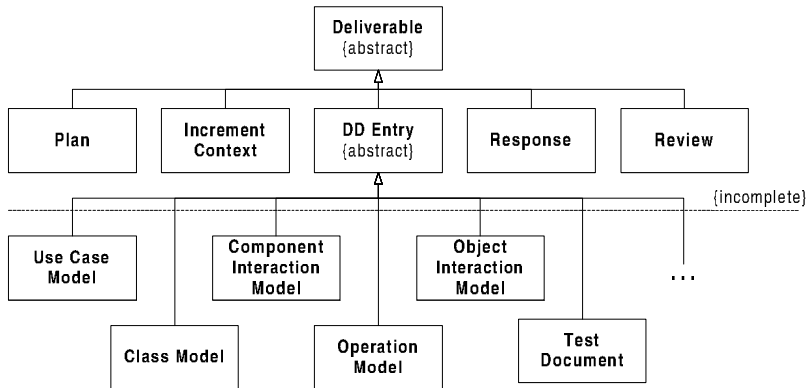 Deliverable
{abstract}
Plan
Increment
Context
DD Entry
{abstract}
Response
Review
{incomplete}
Use Case
Model
Component
Interaction
Model
Object
Interaction
Model
...
Class Model
Operation
Model
Test
Document